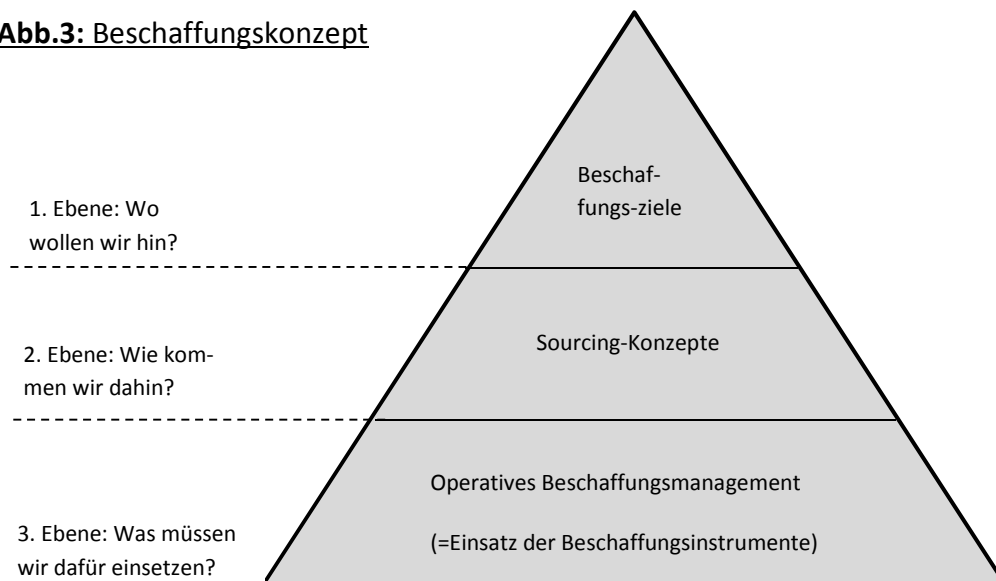 Abb.3: Beschaffungskonzept
Beschaf-
fungs-ziele
1. Ebene: Wo
wollen wir hin?
Sourcing-Konzepte
2. Ebene: Wie kom-
men wir dahin?
Operatives Beschaffungsmanagement
(=Einsatz der Beschaffungsinstrumente)
3. Ebene: Was müssen
wir dafür einsetzen?